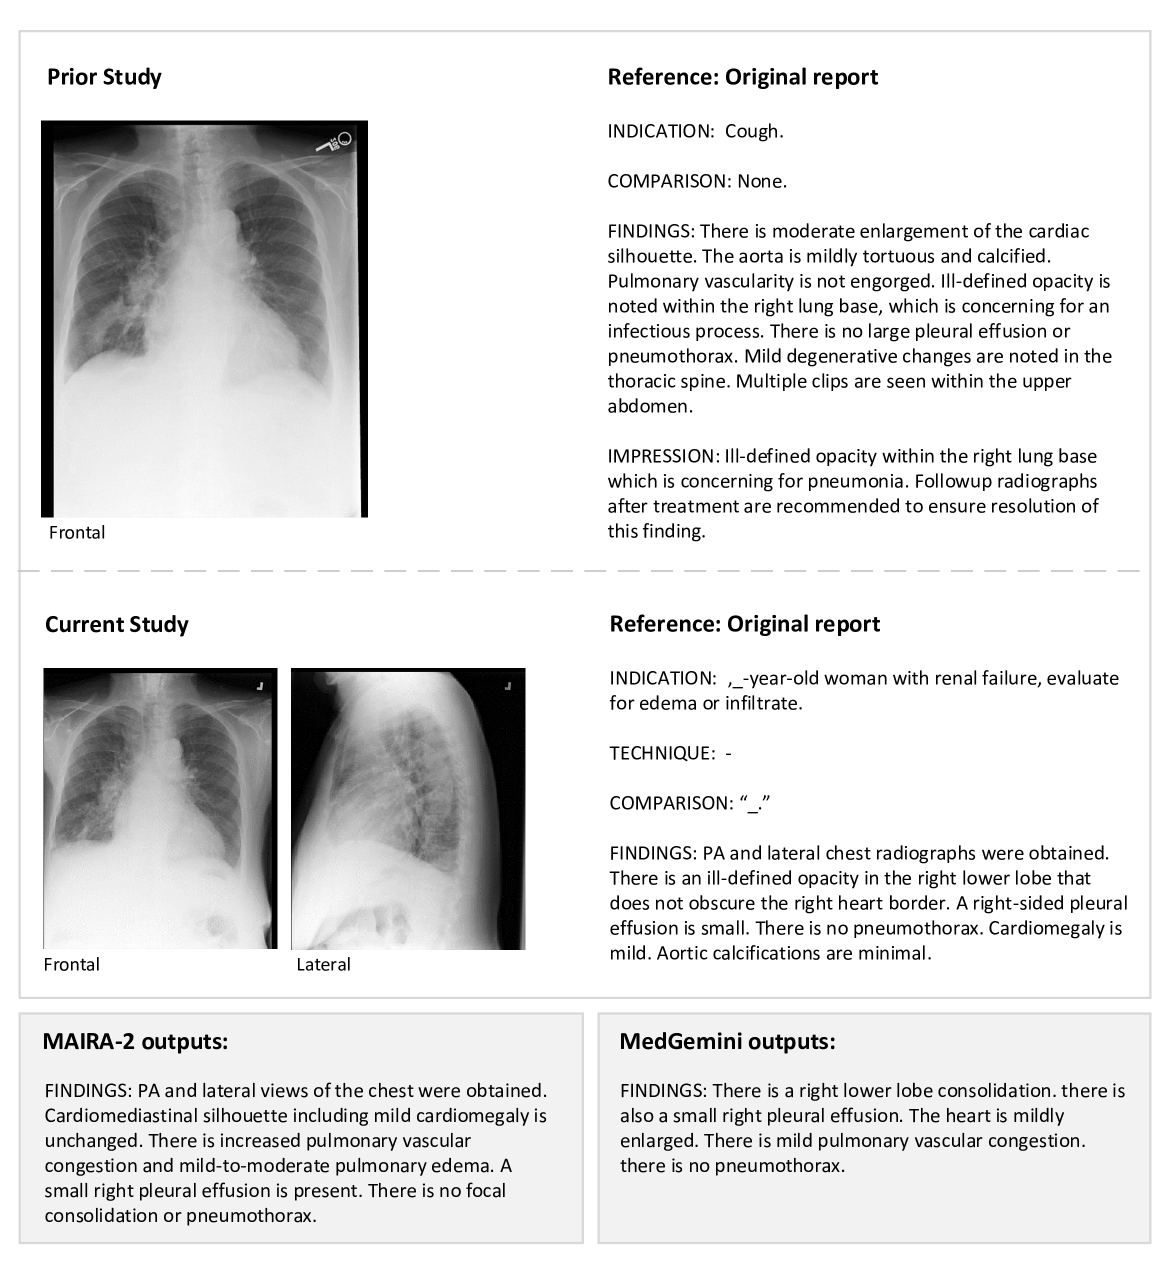 Prior Study
Frontal
Reference: Original report
INDICATION:  Cough.
COMPARISON: None.
FINDINGS: There is moderate enlargement of the cardiac
silhouette. The aorta is mildly tortuous and calcified.
Pulmonary vascularity is not engorged. Ill-defined opacity is
noted within the right lung base, which is concerning for an
infectious process. There is no large pleural effusion or
pneumothorax. Mild degenerative changes are noted in the
thoracic spine. Multiple clips are seen within the upper
abdomen.
IMPRESSION: Ill-defined opacity within the right lung base
which is concerning for pneumonia. Followup radiographs
after treatment are recommended to ensure resolution of
this finding.
Current Study
Frontal
Lateral
Reference: Original report
INDICATION:  ,_-year-old woman with renal failure, evaluate
for edema or infiltrate.
TECHNIQUE:  -
COMPARISON: “_.”
FINDINGS: PA and lateral chest radiographs were obtained.
There is an ill-defined opacity in the right lower lobe that
does not obscure the right heart border. A right-sided pleural
effusion is small. There is no pneumothorax. Cardiomegaly is
mild. Aortic calcifications are minimal.
MAIRA-2 outputs:
FINDINGS: PA and lateral views of the chest were obtained.
Cardiomediastinal silhouette including mild cardiomegaly is
unchanged. There is increased pulmonary vascular
congestion and mild-to-moderate pulmonary edema. A
small right pleural effusion is present. There is no focal
consolidation or pneumothorax.
MedGemini outputs:
FINDINGS: There is a right lower lobe consolidation. there is
also a small right pleural effusion. The heart is mildly
enlarged. There is mild pulmonary vascular congestion.
there is no pneumothorax.